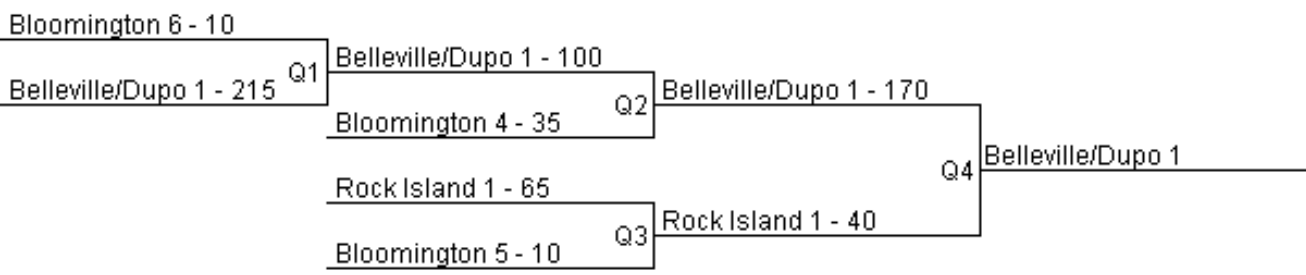 Bloomington 6 - 10
Q1
Belleville/Dupo 1 - 215
Belleville/Dupo 1 - 100
Q2
Bloomington 4 - 35
Rock Island 1 - 65
Q3
Bloomington 5 - 10
Belleville/Dupo 1 - 170
Q4
Rock Island 1 - 40
Belleville/Dupo 1